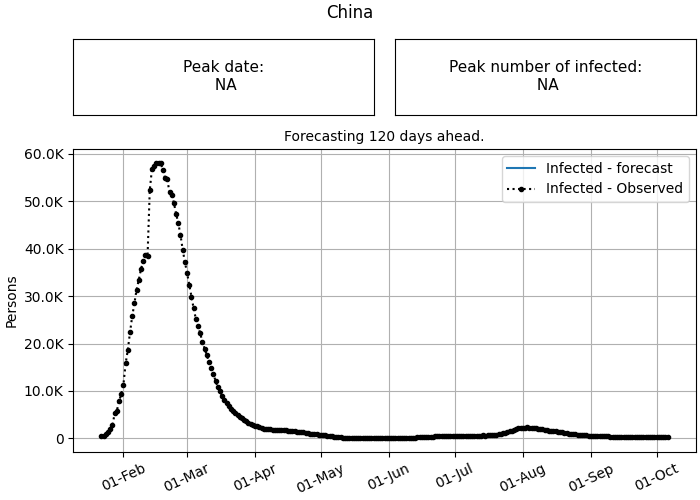 China
Peak date:
NA
Peak number of infected:
NA
Forecasting 120 days ahead.
60.0K
50.0K
40.0K
30.0K
20.0K
10.0K
0
Persons
Infected - forecast
Infected - Observed
01-Feb
01-Mar
01-Apr
01-May
01-Jun
01-Jul
01-Aug
01-Sep
01-Oct